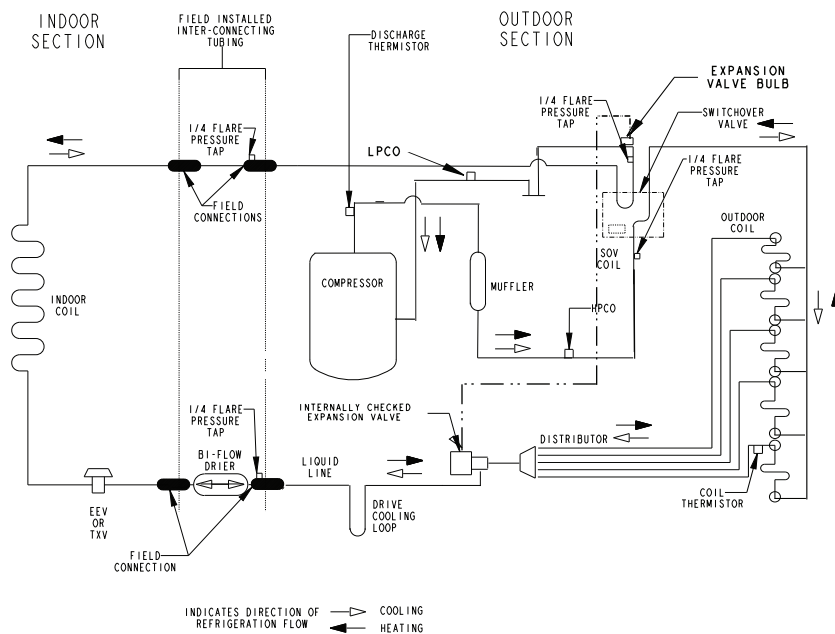 INDOOR
SECTION
FIELD INSTALLED
INTER-CONNECTING
TUBING
DISCHARGE
THERMISTOR
OUTDOOR
SECTION
EXPANSION
VALVE BULB
1/4 FLARE
PRESSURE
TAP
SWITCHOVER
VALVE
1/4 FLARE
PRESSURE
TAP
LPCO
1/4 FLARE
PRESSURE
TAP
FIELD
CONNECTIONS
OUTDOOR
COIL
SOV
COIL
COMPRESSOR
MUFFLER
INDOOR
COIL
HPCO
1/4 FLARE
PRESSURE
TAP
INTERNALLY CHECKED
EXPANSION VALVE
DISTRIBUTOR
BI-FLOW
DRIER
LIQUID
LINE
COIL
THERMISTOR
EEV
OR
TXV
DRIVE
COOLING
LOOP
FIELD
CONNECTION
INDICATES DIRECTION OF
REFRIGERATION FLOW
COOLING
HEATING